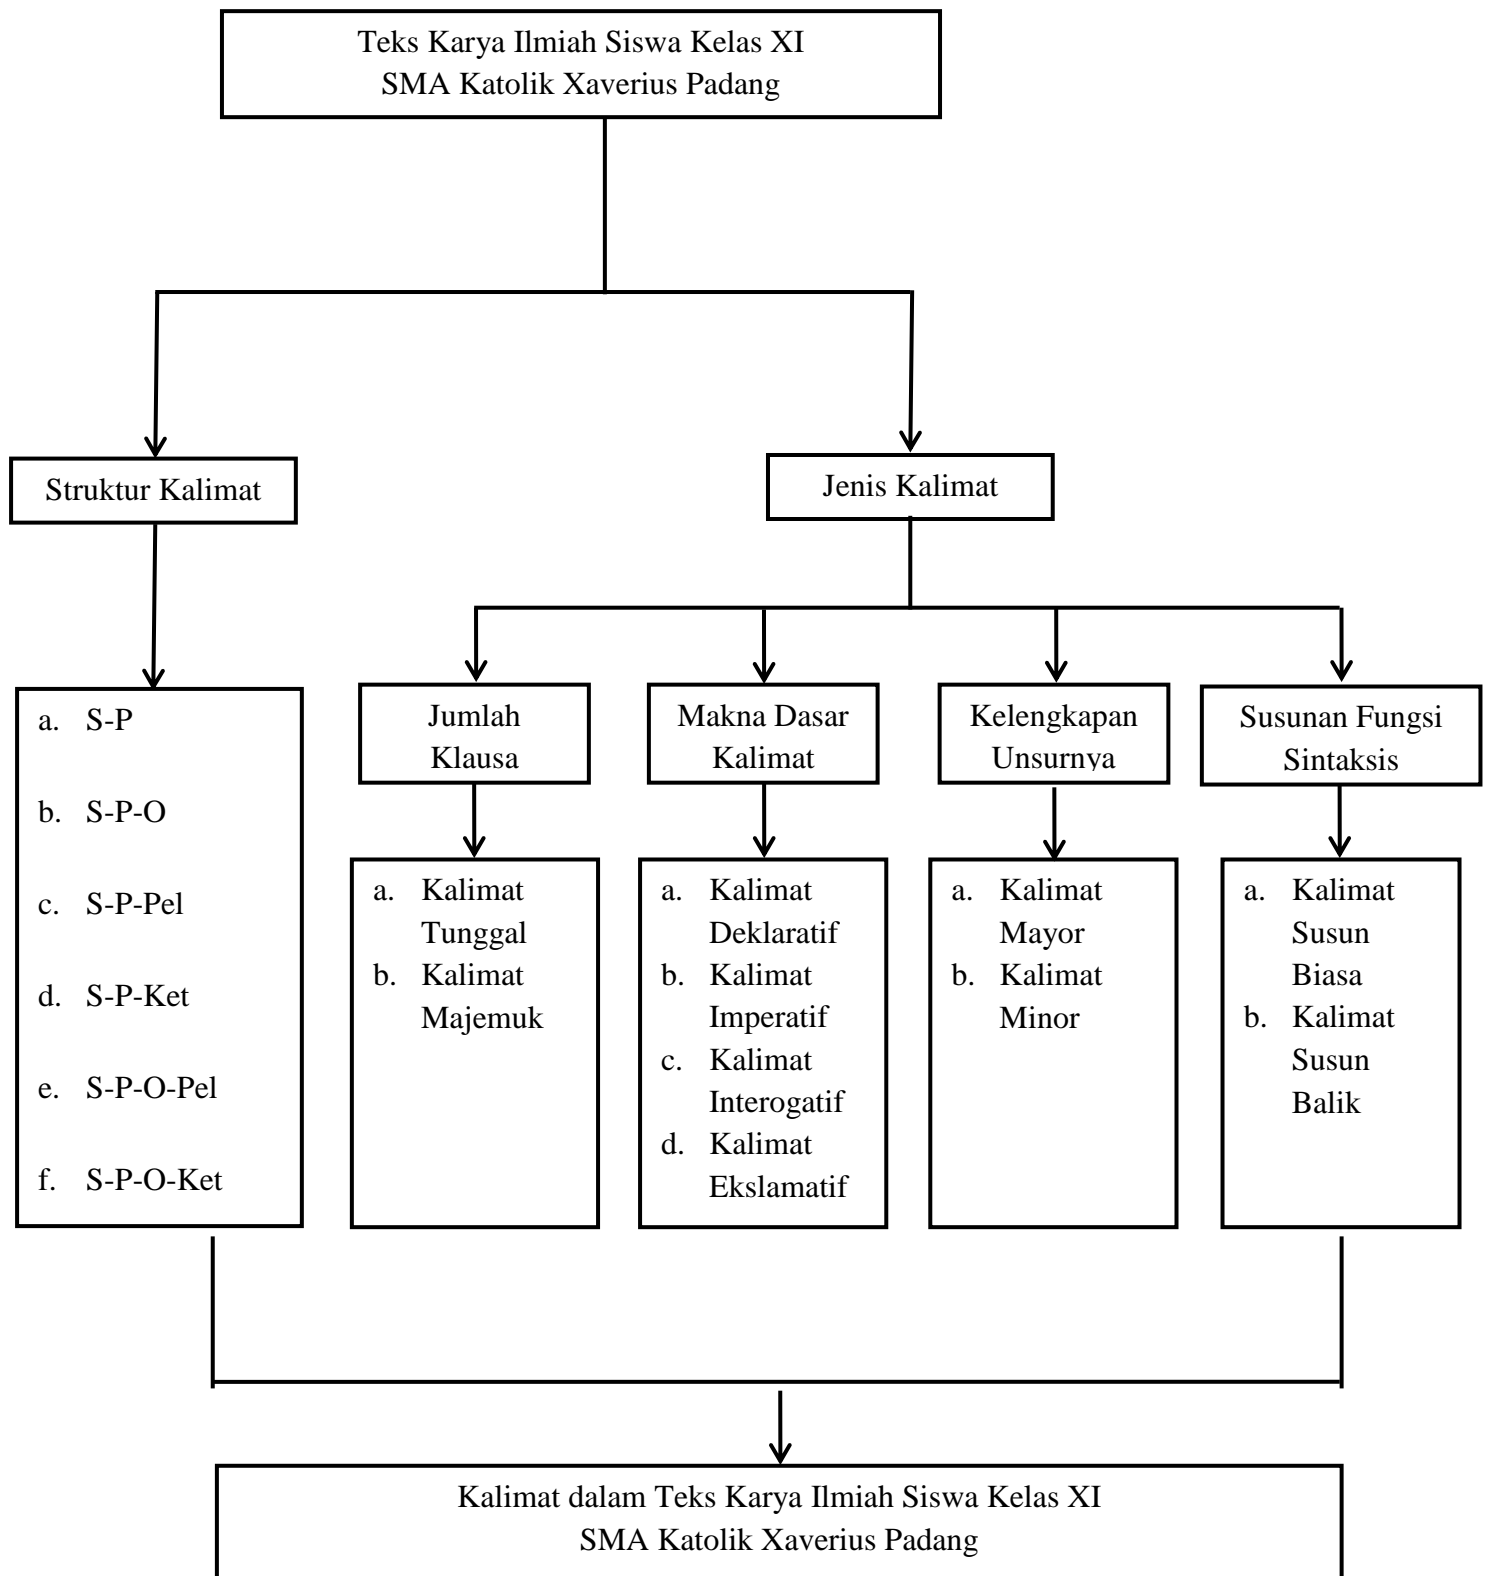 Teks Karya Ilmiah Siswa Kelas XI
SMA Katolik Xaverius Padang
Struktur Kalimat
Jenis Kalimat
a. S-P
b. S-P-O
c. S-P-Pel
d. S-P-Ket
e. S-P-O-Pel
f. S-P-O-Ket
Jumlah
Klausa
Makna Dasar
Kalimat
Kelengkapan
Unsurnya
Susunan Fungsi
Sintaksis
a. Kalimat
Tunggal
b. Kalimat
Majemuk
a. Kalimat
Deklaratif
b. Kalimat
Imperatif
c. Kalimat
Interogatif
d. Kalimat
Ekslamatif
a. Kalimat
Mayor
b. Kalimat
Minor
a. Kalimat
Susun
Biasa
b. Kalimat
Susun
Balik
Kalimat dalam Teks Karya Ilmiah Siswa Kelas XI
SMA Katolik Xaverius Padang